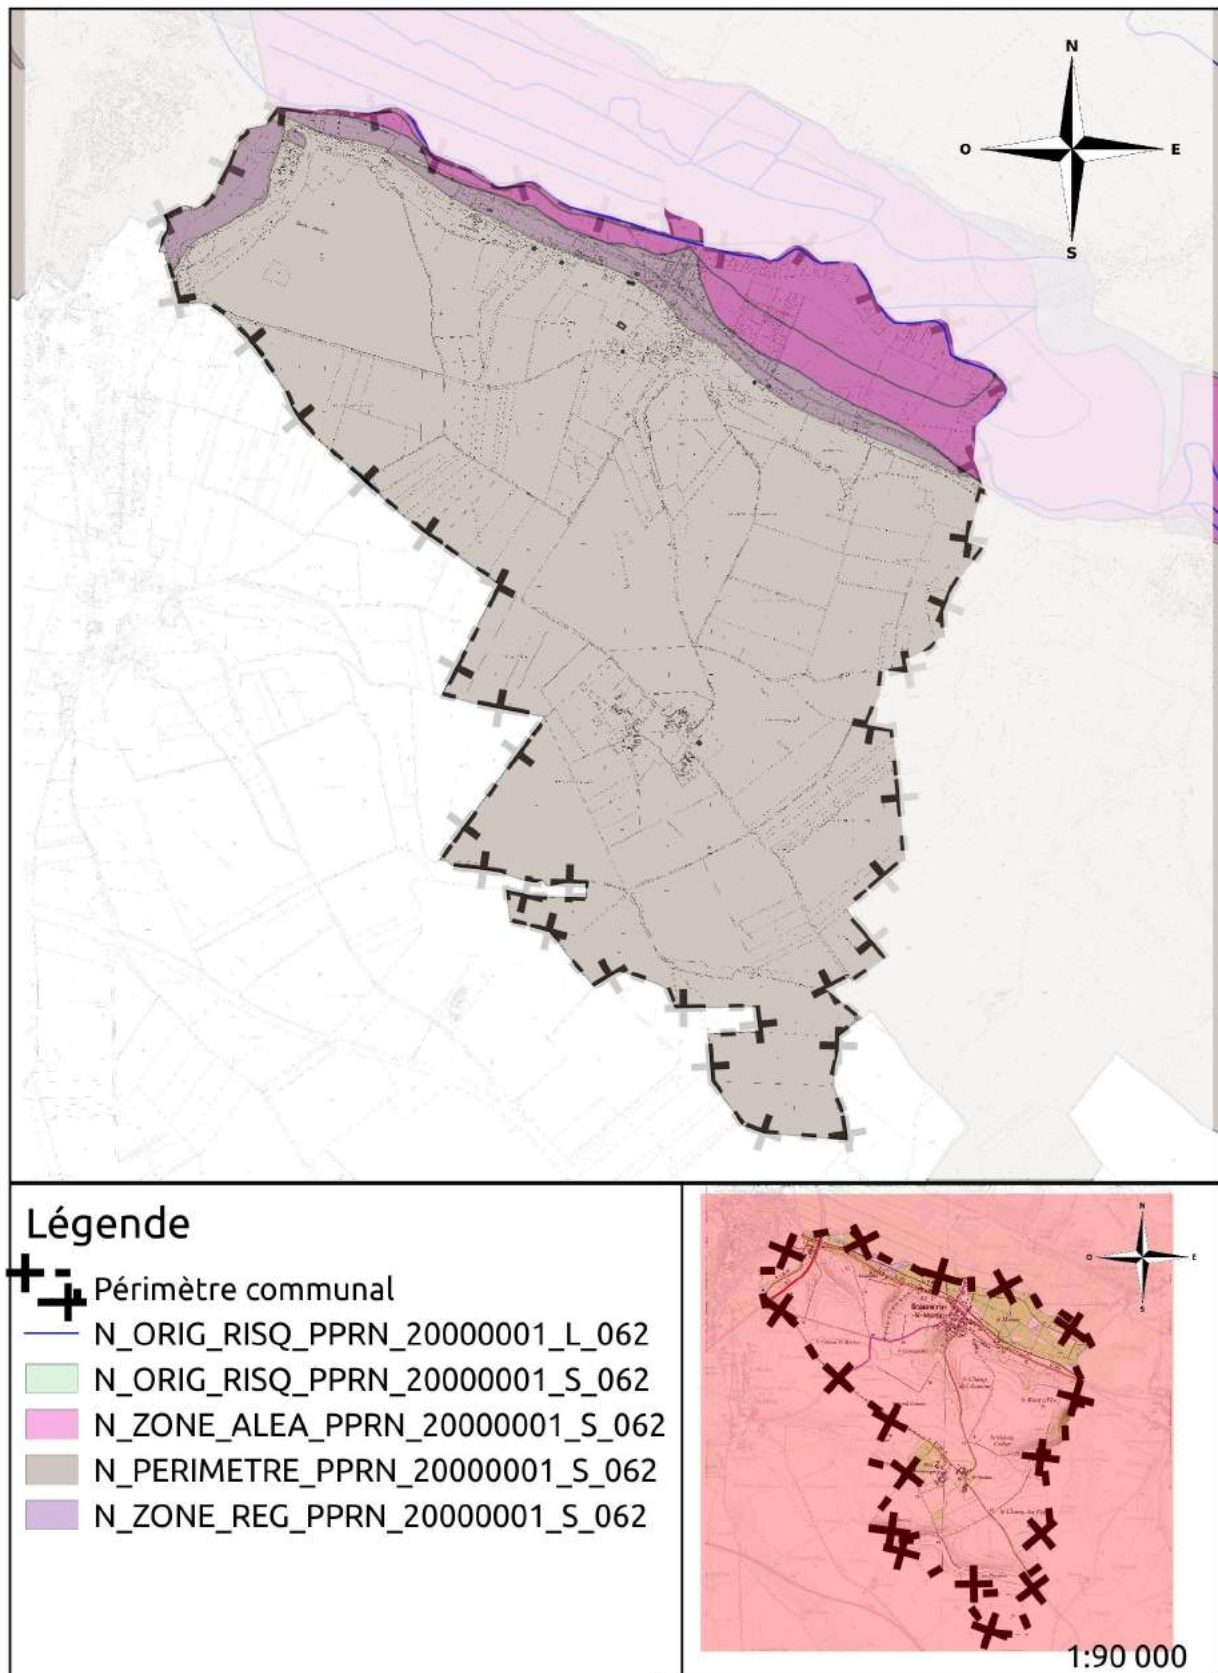 N
O
E
S
Légende
Périmètre communal
N_ORIG_RISQ_PPRN_20000001_L_062
N_ORIG_RISQ_PPRN_20000001_S_062
N_ZONE_ALEA_PPRN_20000001_S_062
N_PERIMETRE_PPRN_20000001_S_062
N_ZONE_REG_PPRN_20000001_S_062
N
O
E
S
1:90 000